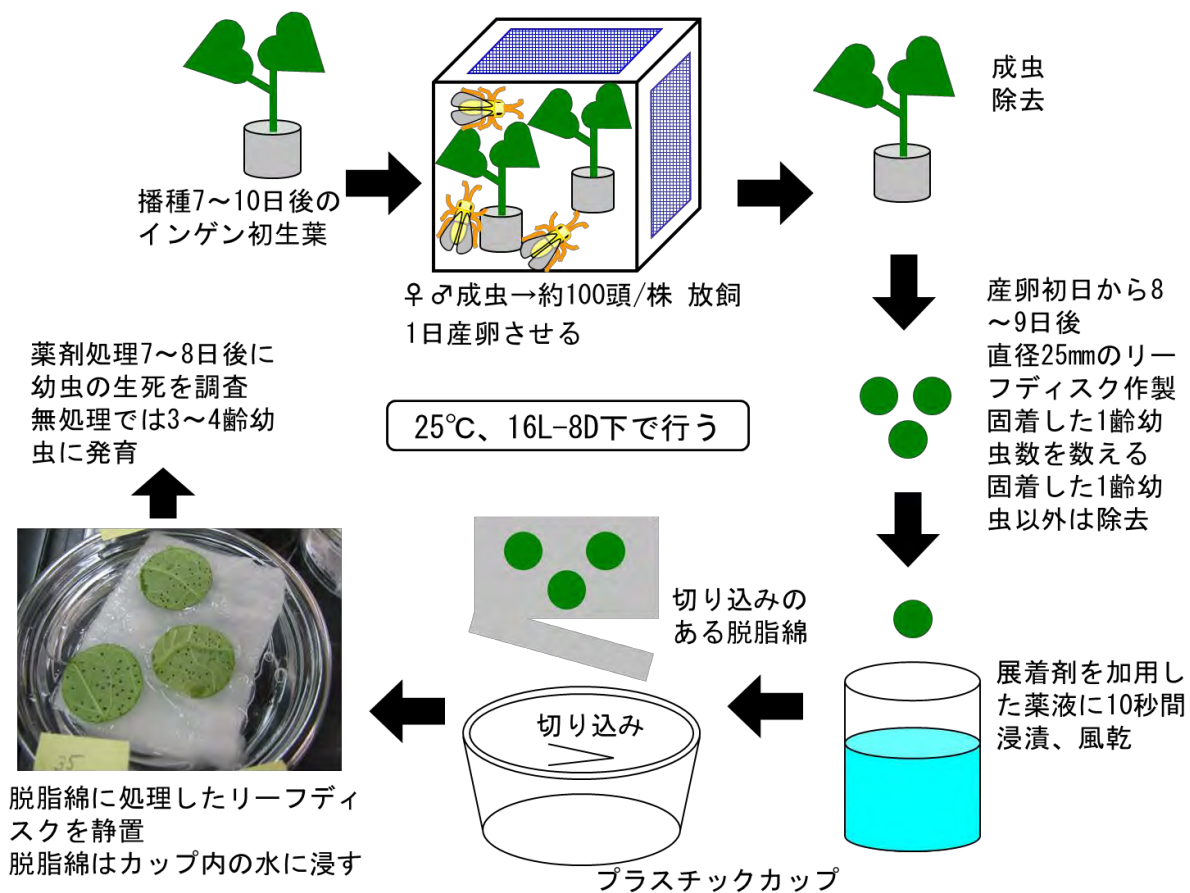 播種7～10日後の
インゲン初生葉
♀♂成虫→約100頭/株 放飼
1日産卵させる
成虫
除去
産卵初日から8
～9日後
直径25mmのリー
フディスク作製
固着した1齢幼
虫数を数える
固着した1齢幼
虫以外は除去
展着剤を加用し
た薬液に10秒間
浸漬、風乾
切り込みの
ある脱脂綿
切り込み
プラスチックカップ
脱脂綿に処理したリーフディ
スクを静置
脱脂綿はカップ内の水に浸す
35
薬剤処理7～8日後に
幼虫の生死を調査
無処理では3～4齢幼
虫に発育
25℃、16L-8D下で行う